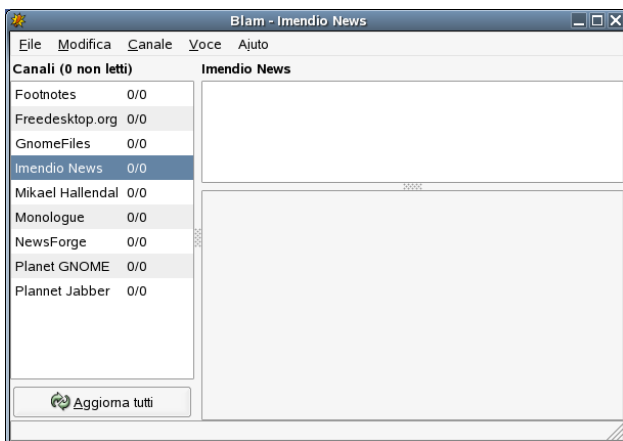 Blam - Imendio News
File Modifica Canale Voce Aiuto
Canali (0 non letti)
Imendio News
Footnotes 0/0
Freedesktop.org 0/0
GnomeFiles 0/0
Imendio News 0/0
Mikael Hallendal 0/0
Monologue 0/0
NewsForge 0/0
Planet GNOME 0/0
Plannet Jabber 0/0
Aggiorna tutti